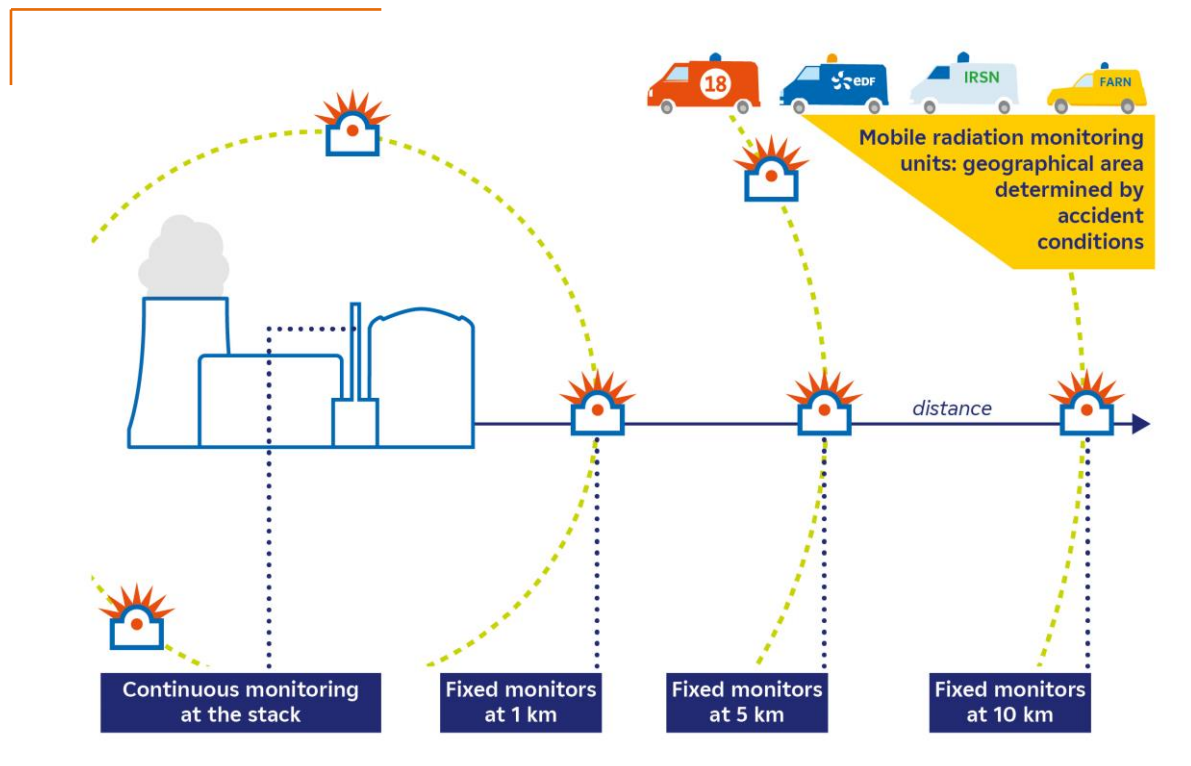 18
eDF
IRSN
FARN
Mobile radiation monitoring
units: geographical area
determined by
accident
conditions
distance
Continuous monitoring
at the stack
Fixed monitors
at 1 km
Fixed monitors
at 5 km
Fixed monitors
at 10 km